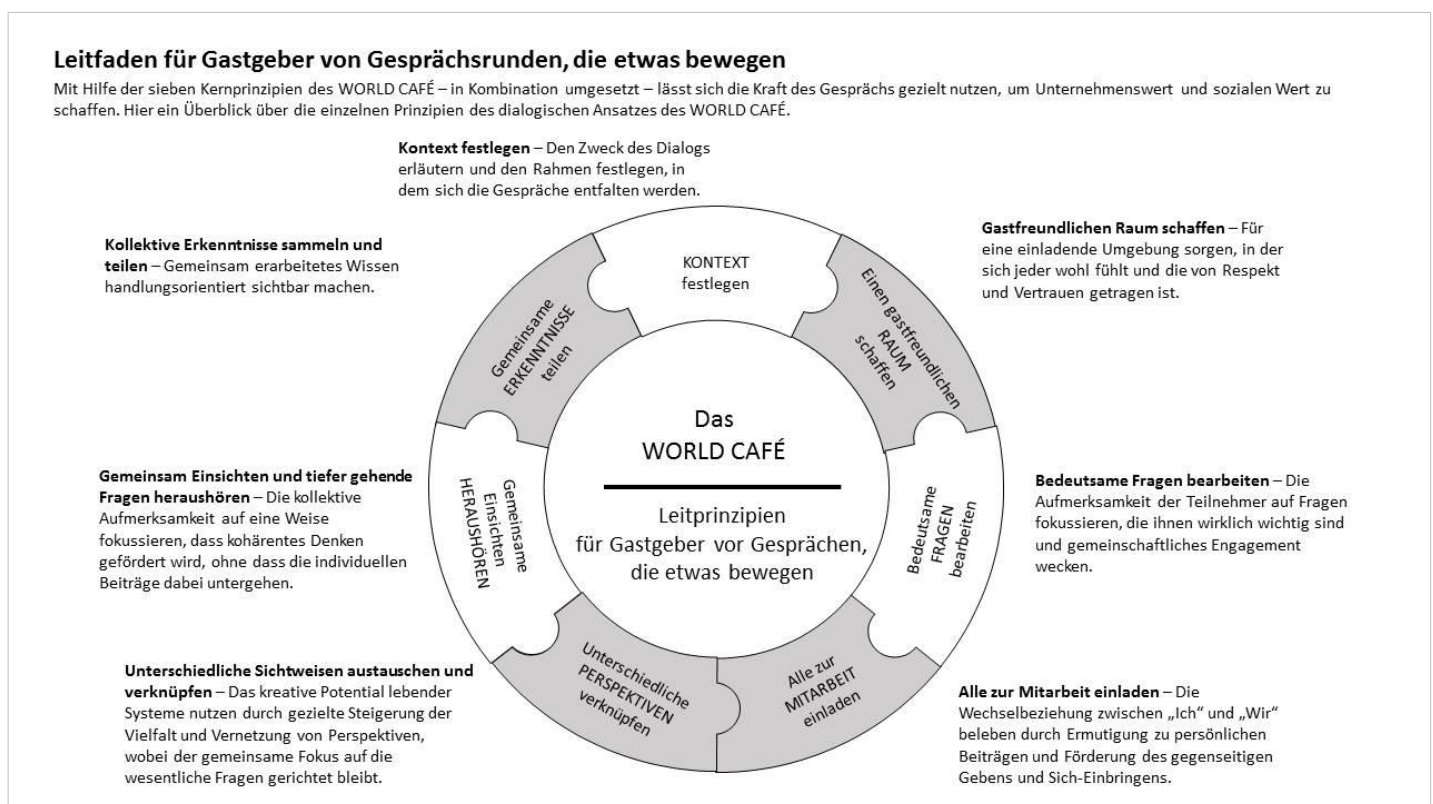 Leitfaden für Gastgeber von Gesprächsrunden, die etwas bewegen
Mit Hilfe der sieben Kernprinzipien des WORLD CAFÉ – in Kombination umgesetzt – lässt sich die Kraft des Gesprächs gezielt nutzen, um Unternehmenswert und sozialen Wert zu
schaffen. Hier ein Überblick über die einzelnen Prinzipien des dialogischen Ansatzes des WORLD CAFÉ.
Kontext festlegen – Den Zweck des Dialogs
erläutern und den Rahmen festlegen, in
dem sich die Gespräche entfalten werden.
Gastfreundlichen Raum schaffen – Für
eine einladende Umgebung sorgen, in der
sich jeder wohl fühlt und die von Respekt
und Vertrauen getragen ist.
Bedeutsame Fragen bearbeiten – Die
Aufmerksamkeit der Teilnehmer auf Fragen
fokussieren, die ihnen wirklich wichtig sind
und gemeinschaftliches Engagement
wecken.
Alle zur Mitarbeit einladen – Die
Wechselbeziehung zwischen „Ich“ und „Wir“
beleben durch Ermutigung zu persönlichen
Beiträgen und Förderung des gegenseitigen
Gebens und Sich-Einbringens.
Unterschiedliche Sichtweisen austauschen und
verknüpfen – Das kreative Potential lebender
Systeme nutzen durch gezielte Steigerung der
Vielfalt und Vernetzung von Perspektiven,
wobei der gemeinsame Fokus auf die
wesentliche Fragen gerichtet bleibt.
Gemeinsam Einsichten und tiefer gehende
Fragen heraushören – Die kollektive
Aufmerksamkeit auf eine Weise
fokussieren, dass kohärentes Denken
gefördert wird, ohne dass die individuellen
Beiträge dabei untergehen.
Kollektive Erkenntnisse sammeln und
teilen – Gemeinsam erarbeitetes Wissen
handlungsorientiert sichtbar machen.
KONTEXT
festlegen
Einen gastfreundlichen
RAUM
schaffen
Bedeutsame
FRAGEN
bearbeiten
Alle zur
MITARBEIT
einladen
Unterschiedliche
PERSPEKTIVEN
verknüpfen
Gemeinsame
Einsichten
HERAUSHÖREN
Gemeinsame
ERKENNTNISSE
teilen
Das
WORLD CAFÉ
Leitprinzipien
für Gastgeber vor Gesprächen,
die etwas bewegen